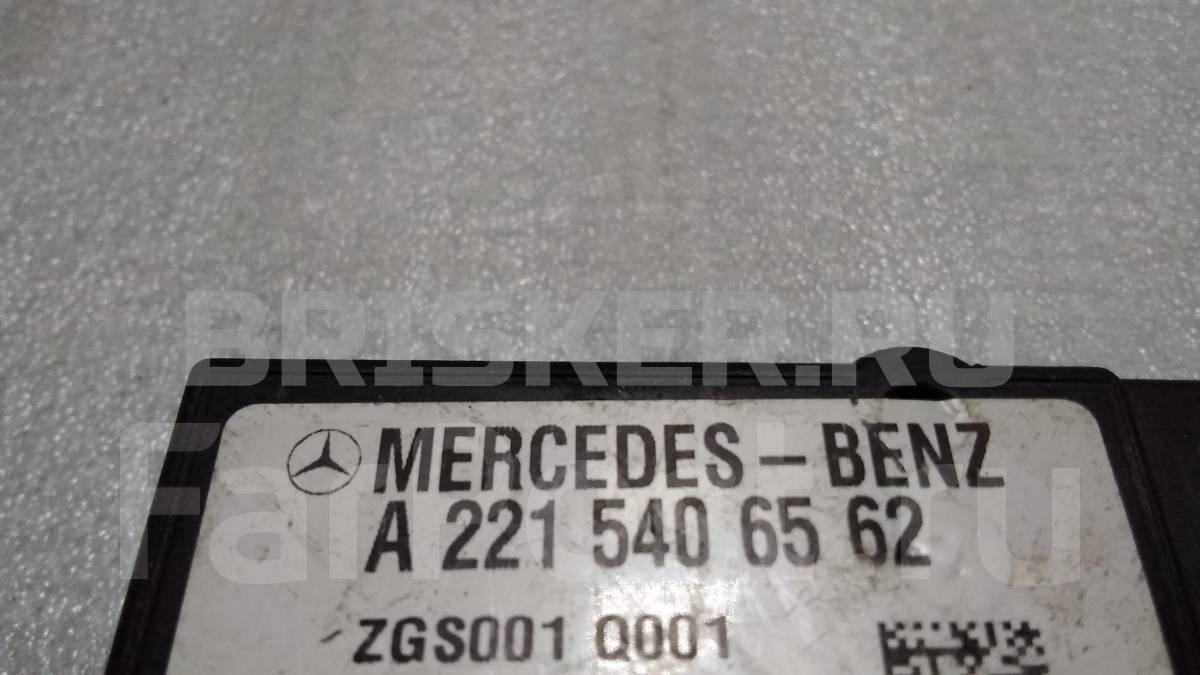 BRISKER.RU
MERCEDES-BENZ
A 221 540 65 62
ZGS001 Q001